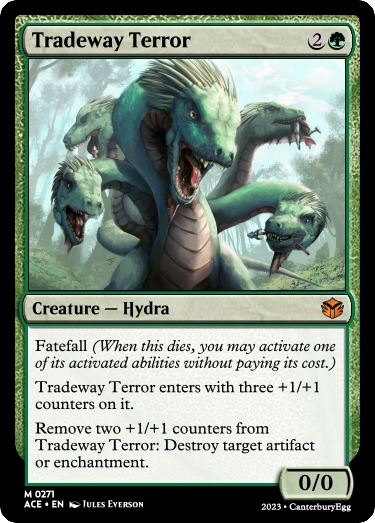 Tradeway Terror 2
Creature — Hydra
Fatefall (When this dies, you may activate one
of its activated abilities without paying its cost.)
Tradeway Terror enters with three +1/+1
counters on it.
Remove two +1/+1 counters from
Tradeway Terror: Destroy target artifact
or enchantment.
0/0
M 0271
ACE • EN Jules Everson
2023 • CanterburyEgg